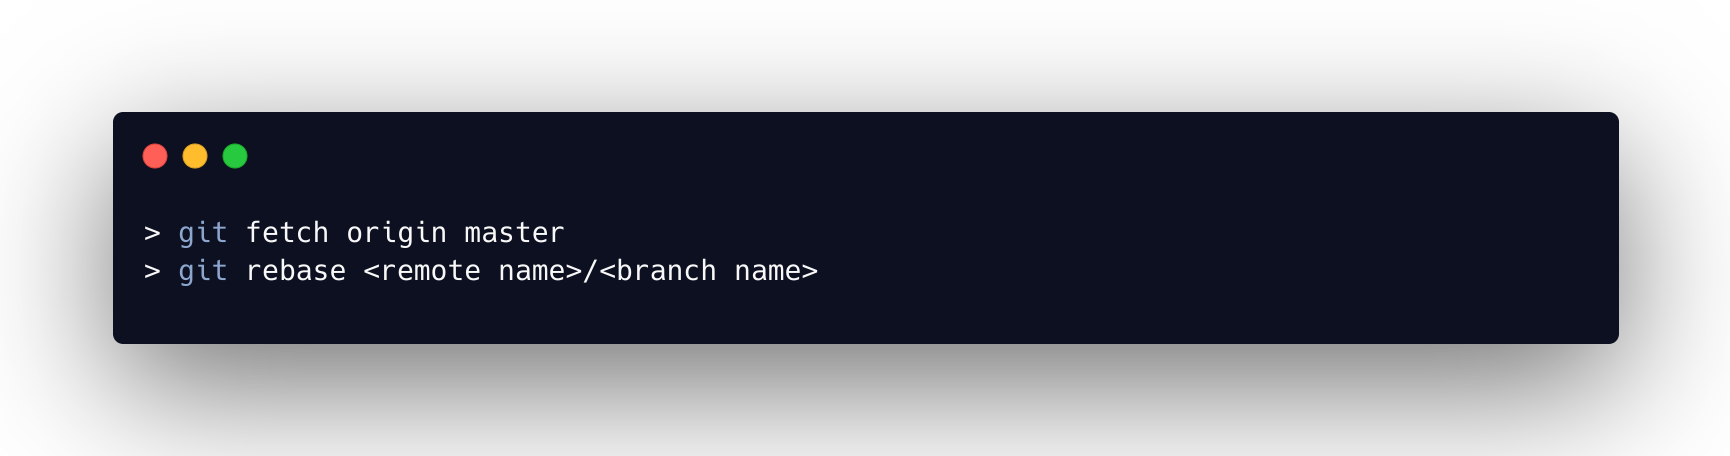 > git fetch origin master
> git rebase <remote name>/<branch name>